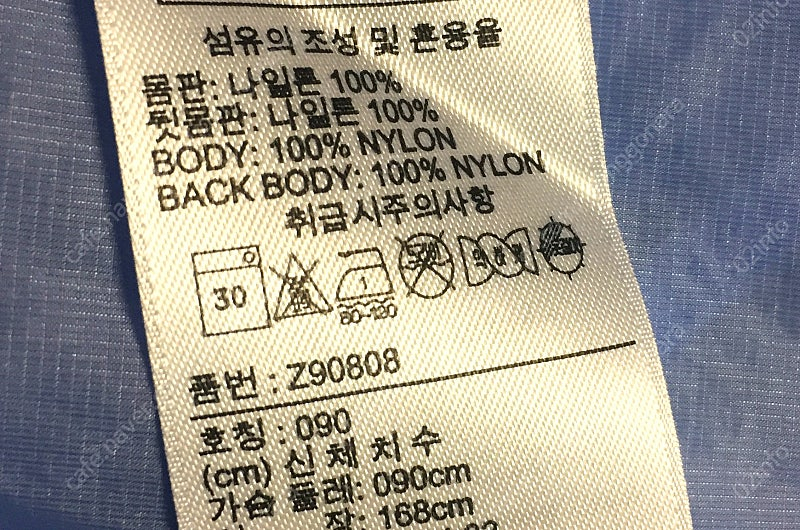 섬유의 조성 및 혼용율
몸판: 나일론 100%
뒷몸판: 나일론 100%
BODY: 100% NYLON
BACK BODY: 100% NYLON
취급시주의사항
30
1
80-120
품번 : Z90808
호칭 : 090
(cm) 신 체 치 수
가슴 둘레: 090cm
168cm